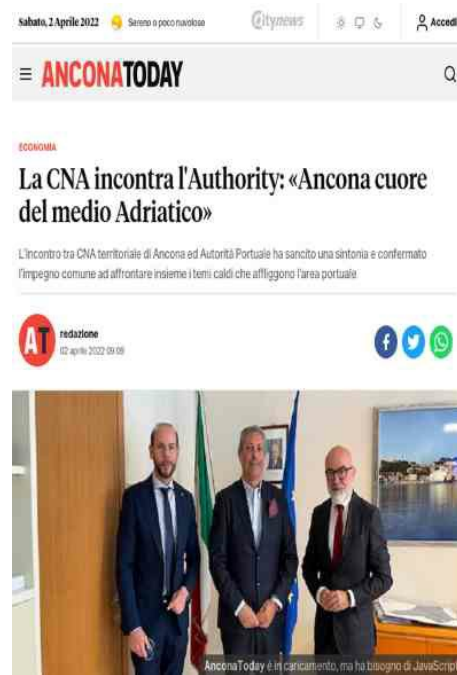 Sabato, 2 Aprile 2022 Sereno o poco nuvoloso Citynews Accedi
ANCONATODAY
ECONOMIA
La CNA incontra l'Authority: «Ancona cuore
del medio Adriatico»
L'incontro tra CNA territoriale di Ancona ed Autorità Portuale ha sancito una sintonia e confermato
l'impegno comune ad affrontare insieme i temi caldi che affliggono l'area portuale
AT
redazione
02 aprile 2022 09:09
AnconaToday è in caricamento, ma ha bisogno di JavaScript